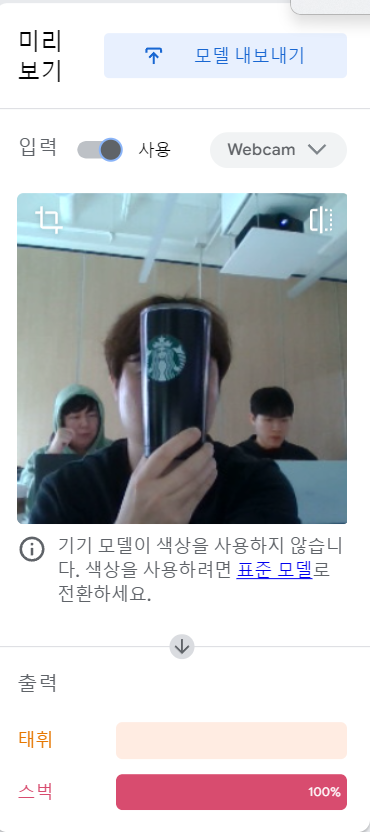 미리
보기
모델 내보내기
입력
사용
Webcam
기기 모델이 색상을 사용하지 않습니
다. 색상을 사용하려면 표준 모델로
전환하세요.
출력
태휘
스벅
100%